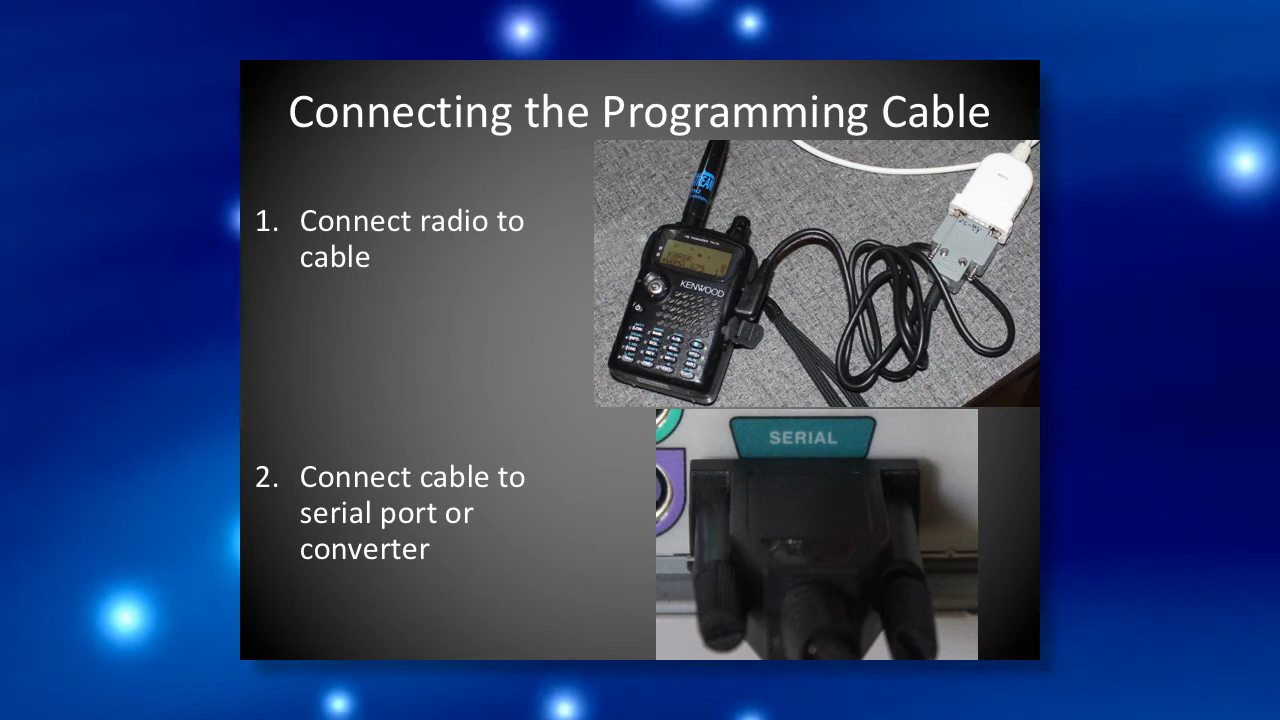 Connecting the Programming Cable
1. Connect radio to
cable
KENWOOD
2. Connect cable to
serial port or
converter
SERIAL